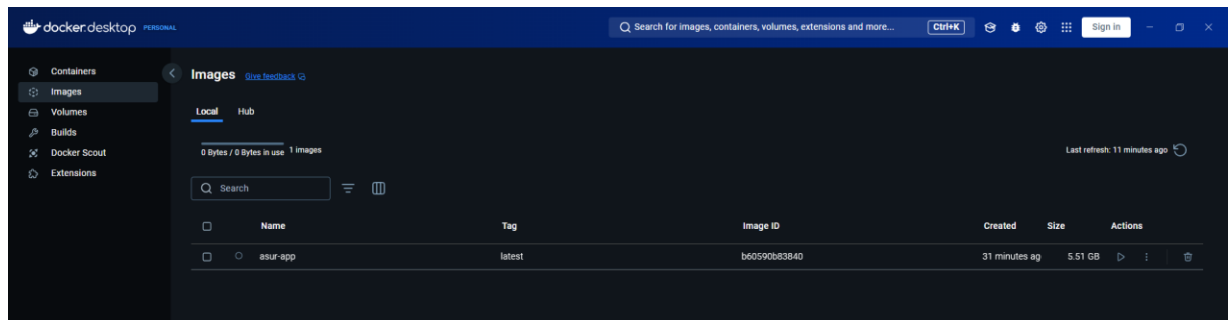 docker.desktop PERSONAL
Search for images, containers, volumes, extensions and more... Ctrl+K Sign in
Containers
Images
Volumes
Builds
Docker Scout
Extensions
Images Give feedback
Local Hub
0 Bytes / 0 Bytes in use 1 images
Last refresh: 11 minutes ago
Search
Name Tag Image ID Created Size Actions
asur-app latest b60590b83840 31 minutes ag 5.51 GB